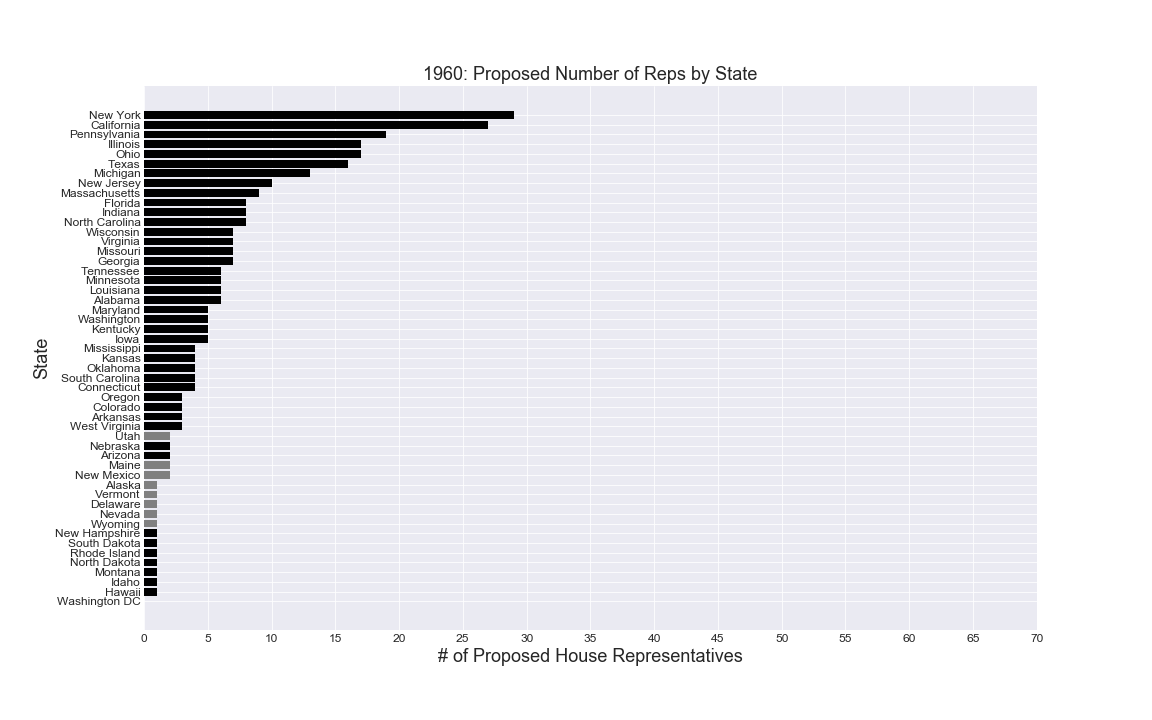 1960: Proposed Number of Reps by State
State
New York
California
Pennsylvania
Illinois
Ohio
Texas
Michigan
New Jersey
Massachusetts
Florida
Indiana
North Carolina
Wisconsin
Virginia
Missouri
Georgia
Tennessee
Minnesota
Louisiana
Alabama
Maryland
Washington
Kentucky
Iowa
Mississippi
Kansas
Oklahoma
South Carolina
Connecticut
Oregon
Colorado
Arkansas
West Virginia
Utah
Nebraska
Arizona
Maine
New Mexico
Alaska
Vermont
Delaware
Nevada
Wyoming
New Hampshire
South Dakota
Rhode Island
North Dakota
Montana
Idaho
Hawaii
Washington DC
0 5 10 15 20 25 30 35 40 45 50 55 60 65 70
# of Proposed House Representatives